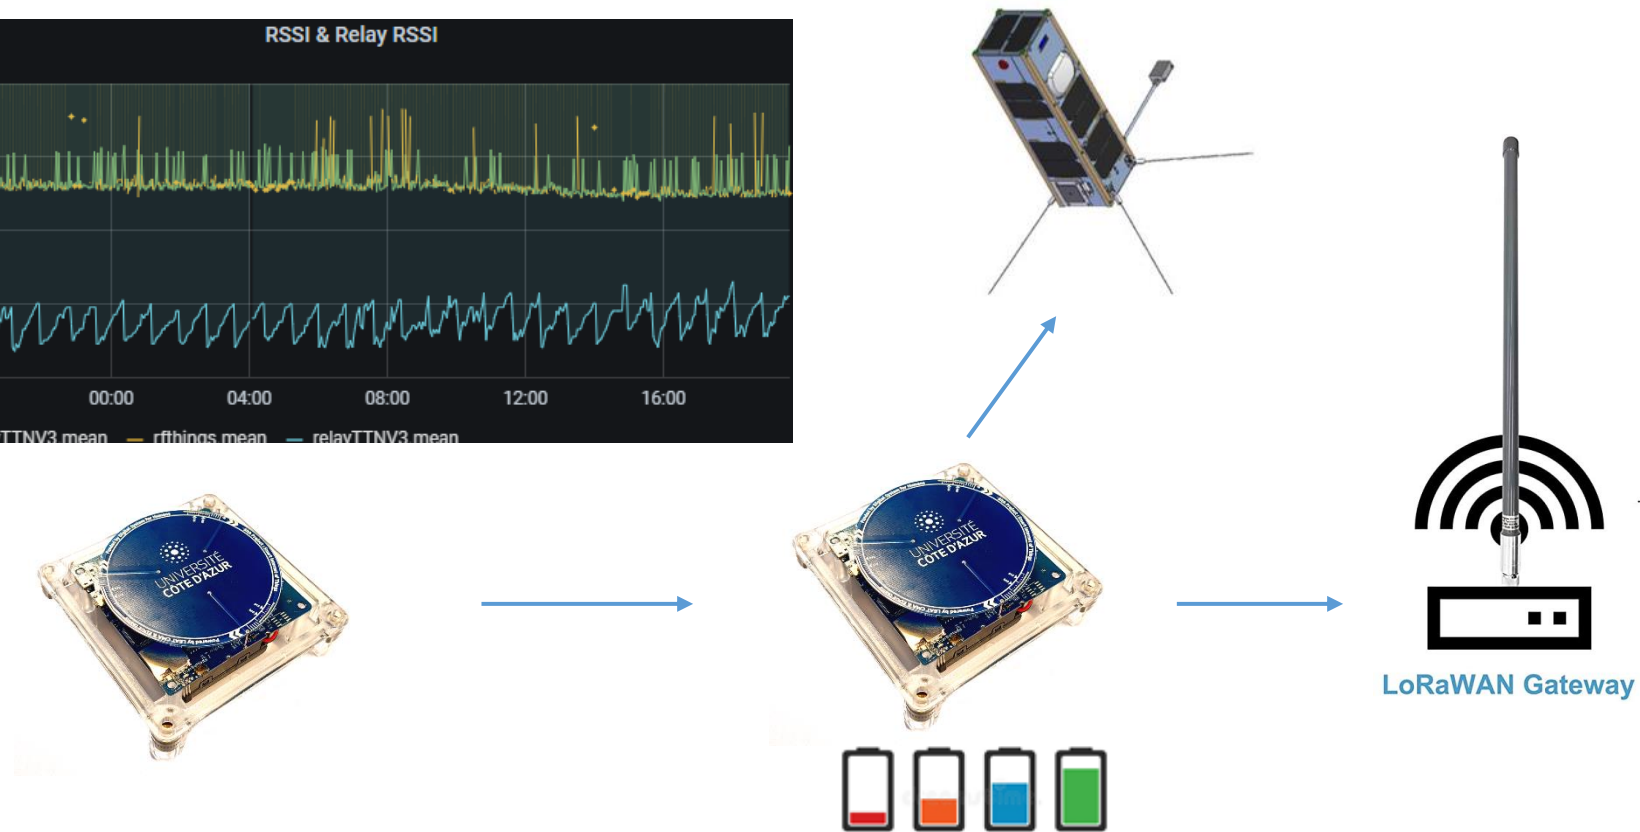 RSSI & Relay RSSI
00:00 04:00 08:00 12:00 16:00
TTNV3 mean rfthings mean relayTTNV3 mean
UNIVERSITÉ
CÔTE D'AZUR
UNIVERSITÉ
CÔTE D'AZUR
LoRaWAN Gateway